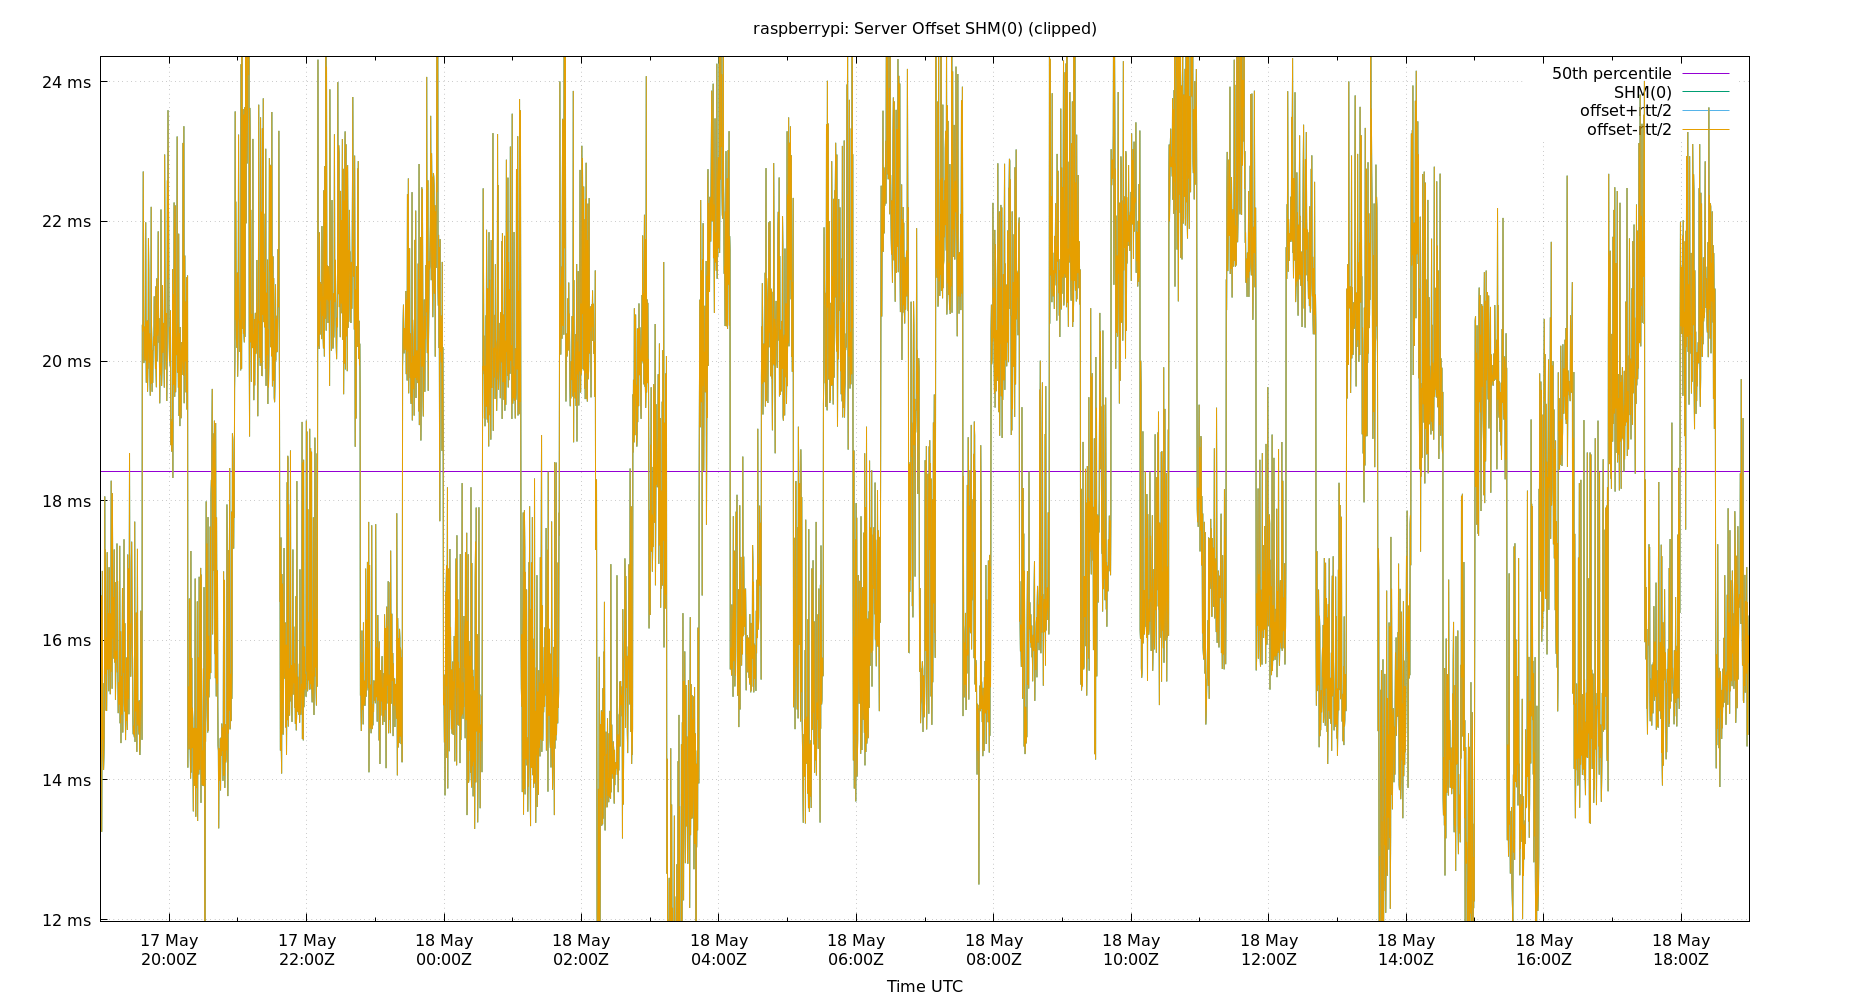 raspberrypi: Server Offset SHM(0) (clipped)
50th percentile
SHM(0)
offset+rtt/2
offset-rtt/2
24 ms
22 ms
20 ms
18 ms
16 ms
14 ms
12 ms
17 May 17 May 18 May 18 May 18 May 18 May 18 May 18 May 18 May 18 May 18 May 18 May
20:00Z 22:00Z 00:00Z 02:00Z 04:00Z 06:00Z 08:00Z 10:00Z 12:00Z 14:00Z 16:00Z 18:00Z
Time UTC